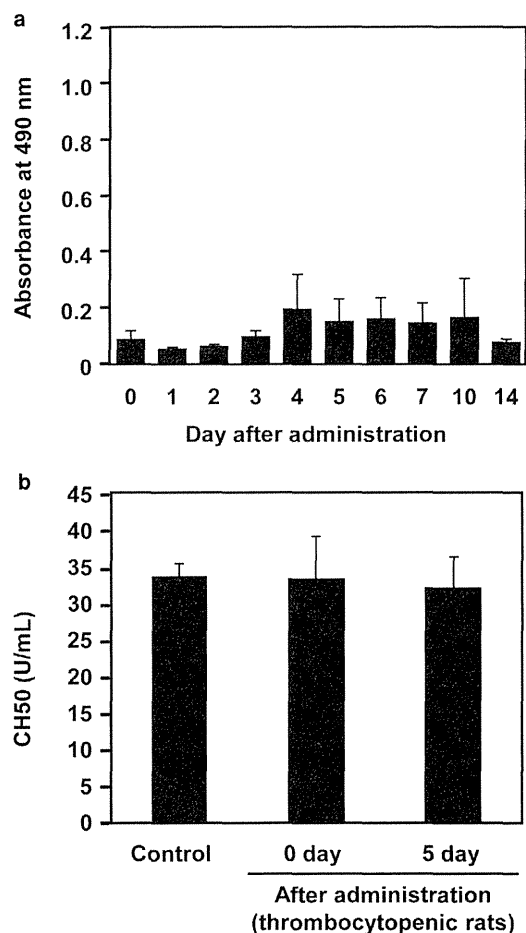 a
Absorbance at 490 nm
1.2
1.0
0.8
0.6
0.4
0.2
0
0 1 2 3 4 5 6 7 10 14
Day after administration
b
CH50 (U/mL)
45
40
35
30
25
20
15
10
5
0
Control 0 day 5 day
After administration
(thrombocytopenic rats)